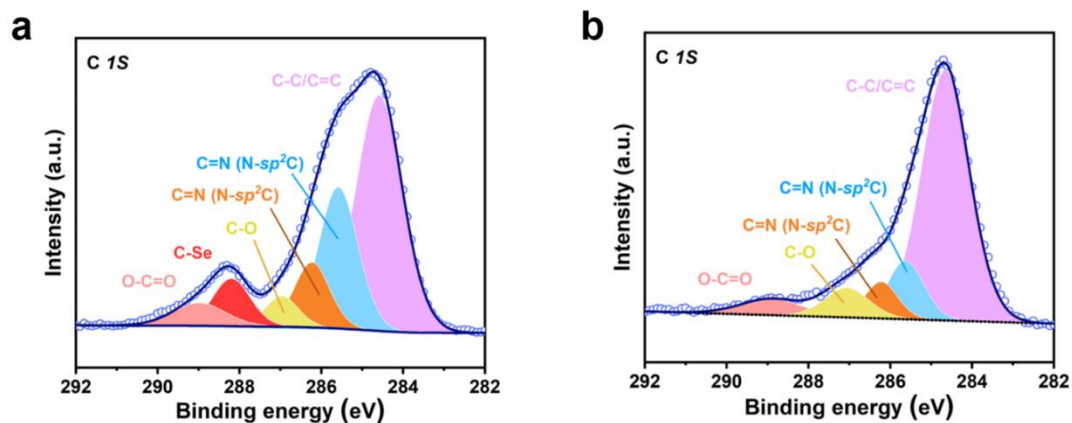 a
C 1S
C-C/C=C
C=N (N-sp²C)
C=N (N-sp²C)
C-O
C-Se
O-C=O
Intensity (a.u.)
292 290 288 286 284 282
Binding energy (eV)
b
C 1S
C-C/C=C
C=N (N-sp²C)
C=N (N-sp²C)
C-O
O-C=O
Intensity (a.u.)
292 290 288 286 284 282
Binding energy (eV)